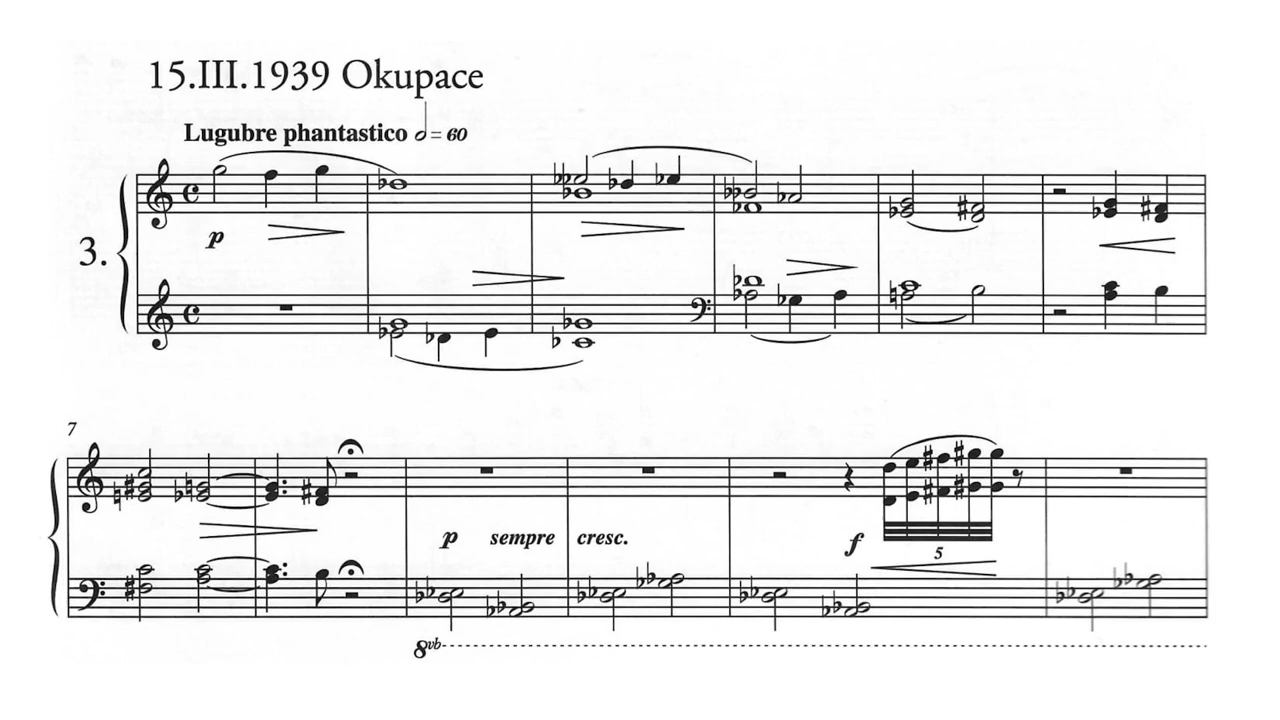 15.III.1939 Okupace
Lugubre phantastico 𝅗𝅥 = 60
3.
p
7
p sempre cresc.
f
5
8vb